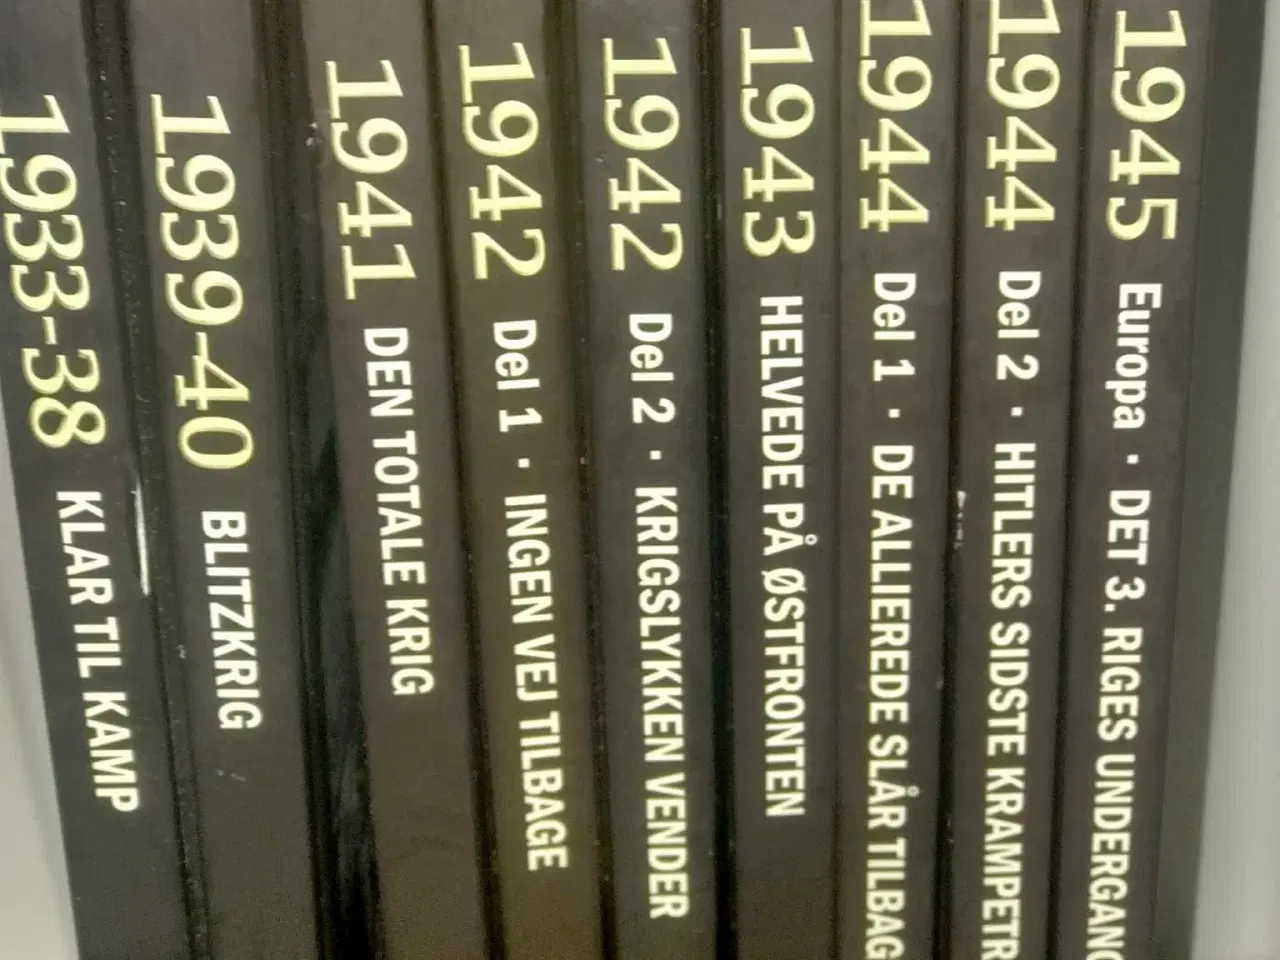 1933-38 KLAR TIL KAMP
1939-40 BLITZKRIG
1941 DEN TOTALE KRIG
1942 Del 1 · INGEN VEJ TILBAGE
1942 Del 2 · KRIGSLYKKEN VENDER
1943 HELVEDE PÅ ØSTFRONTEN
1944 Del 1 · DE ALLIEREDE SLÅR TILBAG
1944 Del 2 · HITLERS SIDSTE KRAMPETR
1945 Europa · DET 3. RIGES UNDERGANG